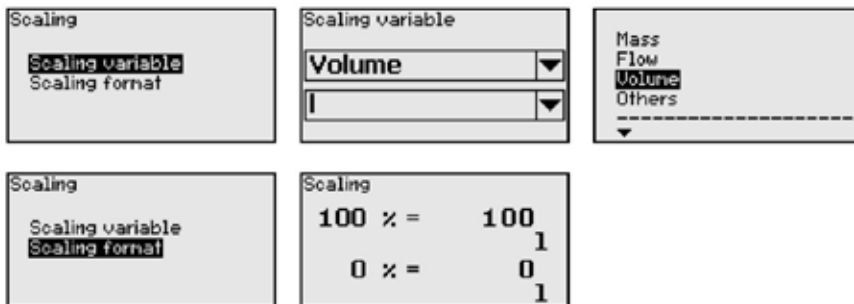 Scaling
Scaling variable
Scaling format
Scaling variable
Volume
l
Mass
Flow
Volume
Others
Scaling
Scaling variable
Scaling format
Scaling
100 % = 100
l
0 % = 0
l